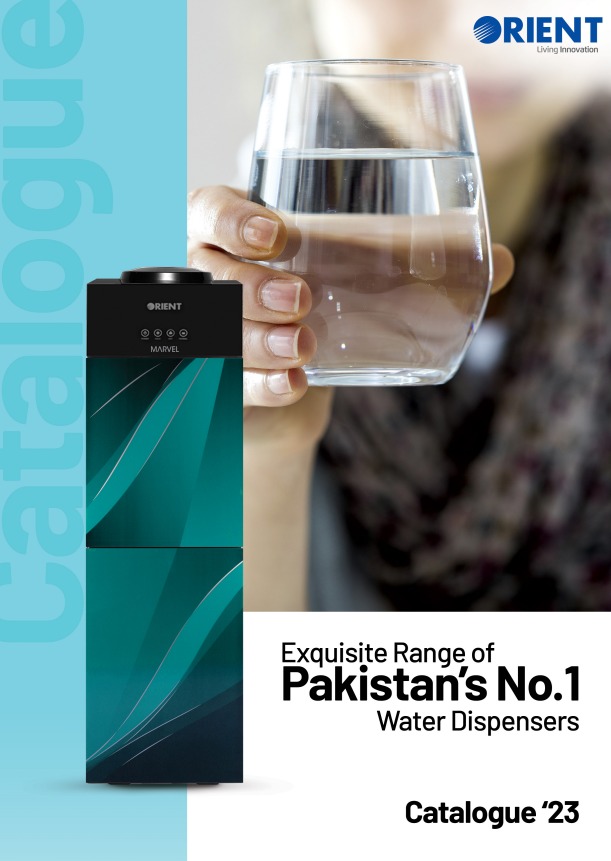 Catalogue
ORIENT
Living Innovation
ORIENT
MARVEL
Exquisite Range of
Pakistan's No.1
Water Dispensers
Catalogue ‘23